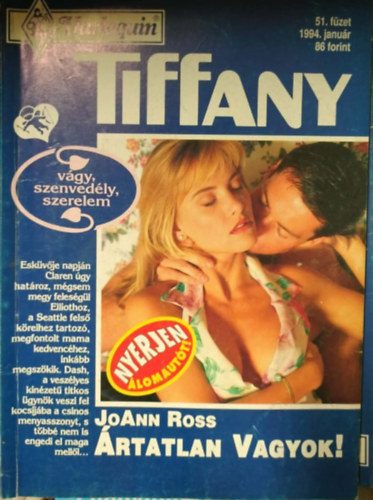 Harlequin®
51. füzet
1994. január
86 forint
TIFFANY
vágy,
szenvedély,
szerelem
Esküvője napján
Claren úgy
határoz, mégsem
megy feleségül
Elliothoz,
a Seattle felső
köreihez tartozó,
megfontolt mama
kedvencéhez,
inkább
megszökik. Dash,
a veszélyes
kinézetű titkos
ügynök veszi fel
kocsijába a csinos
menyasszonyt, s
többé nem is
engedi el maga
mellől...
NYERJEN
ÁLOMAUTÓT!
JOANN ROSS
ÁRTATLAN VAGYOK!